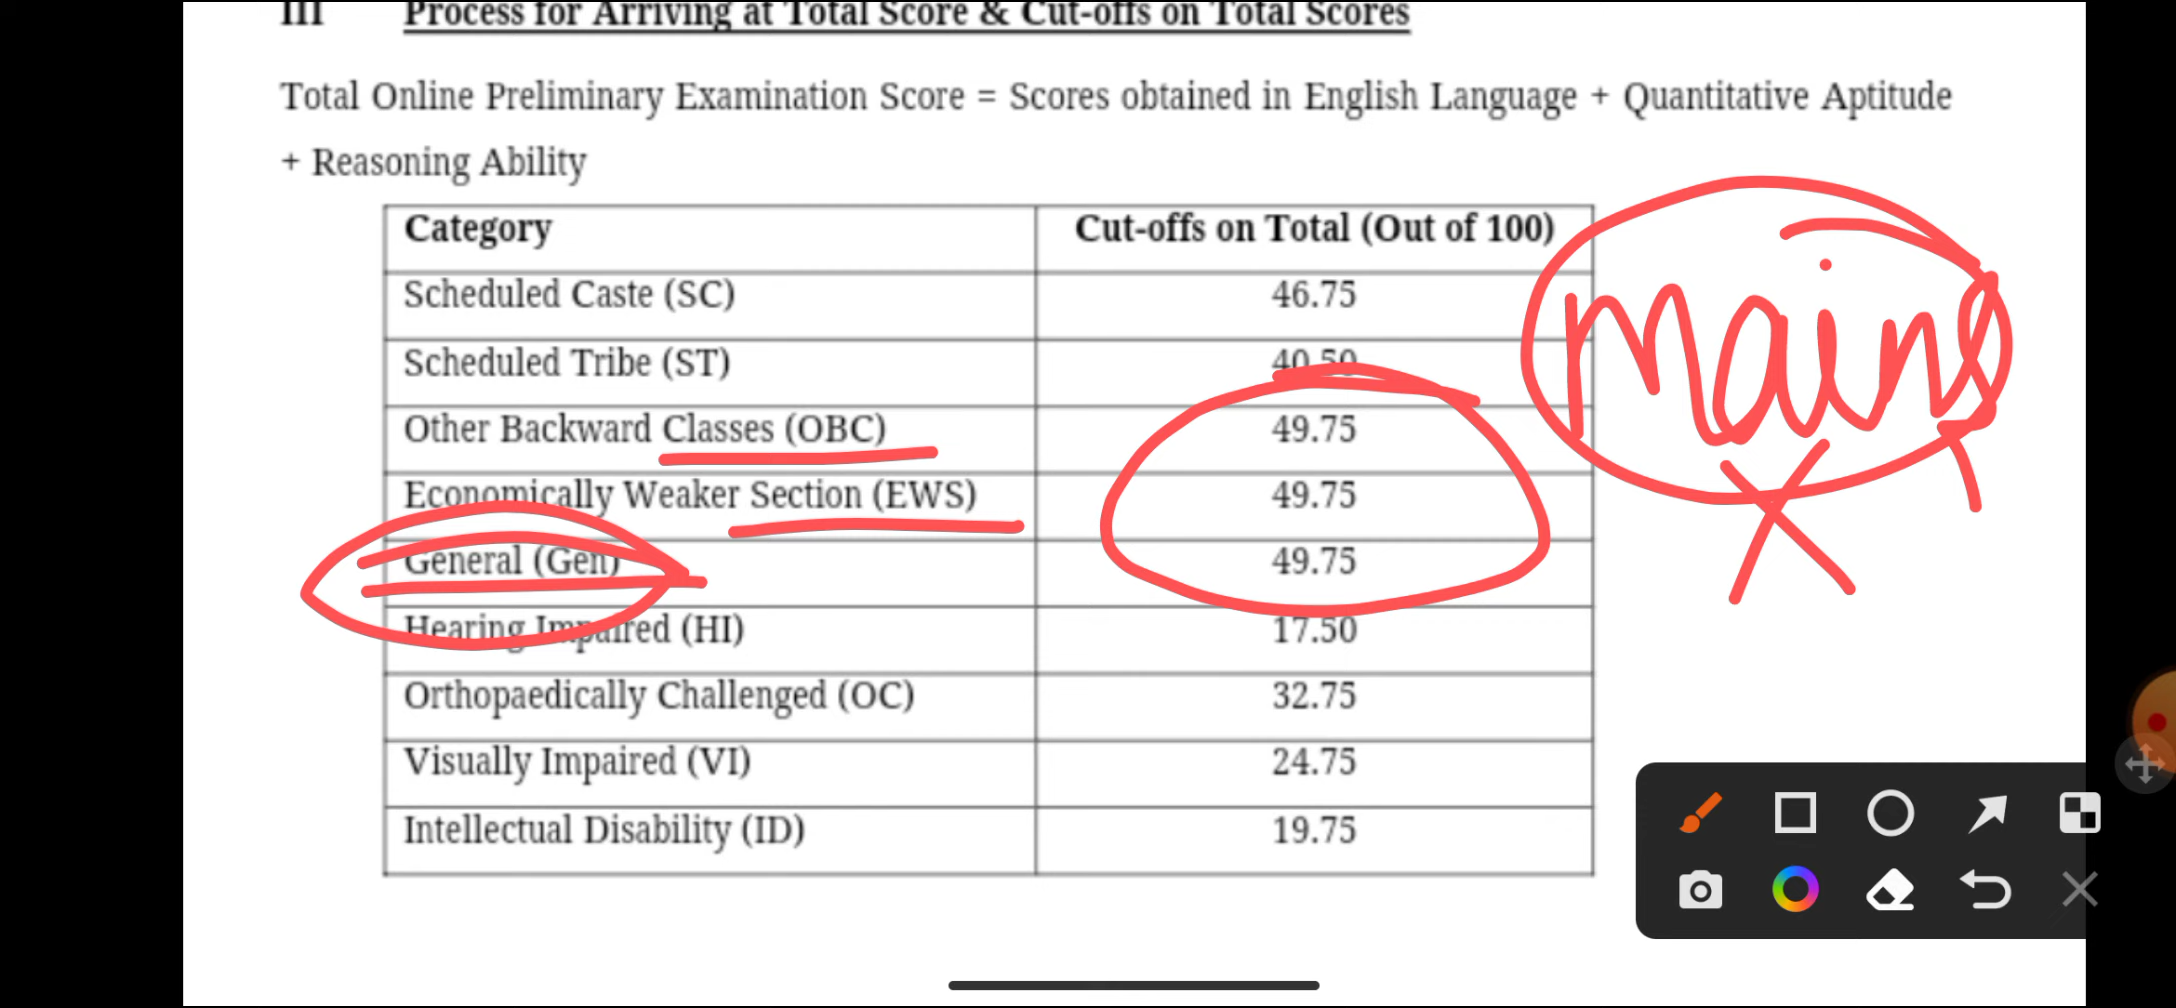 III Process for Arriving at Total Score & Cut-offs on Total Scores
Total Online Preliminary Examination Score = Scores obtained in English Language + Quantitative Aptitude
+ Reasoning Ability
Category Cut-offs on Total (Out of 100)
Scheduled Caste (SC) 46.75
Scheduled Tribe (ST) 40.50
Other Backward Classes (OBC) 49.75
Economically Weaker Section (EWS) 49.75
General (Gen) 49.75
Hearing Impaired (HI) 17.50
Orthopaedically Challenged (OC) 32.75
Visually Impaired (VI) 24.75
Intellectual Disability (ID) 19.75
mains